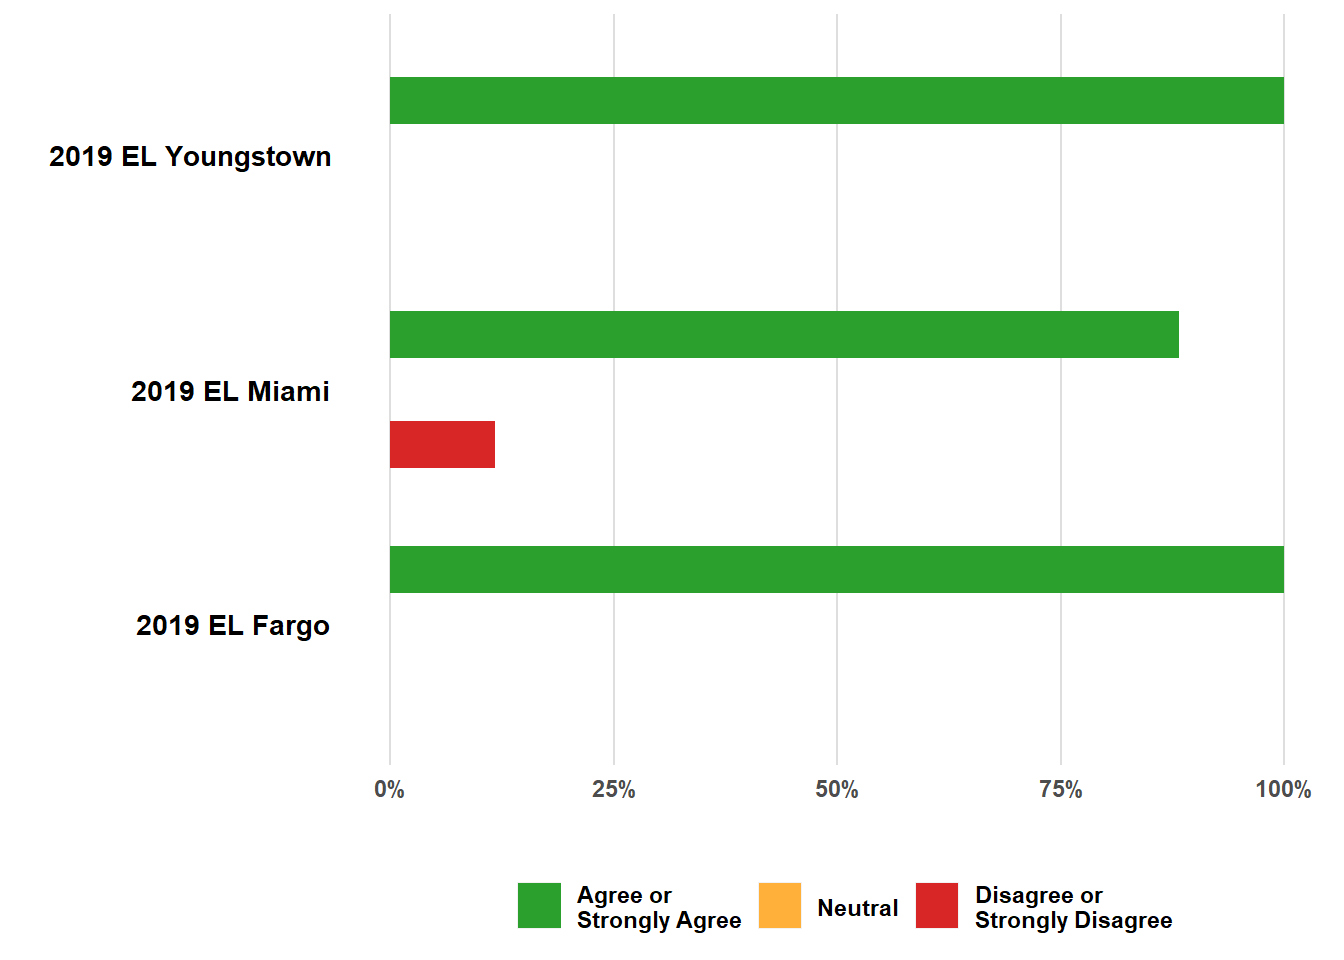 2019 EL Youngstown
2019 EL Miami
2019 EL Fargo
0% 25% 50% 75% 100%
Agree or
Strongly Agree
Neutral
Disagree or
Strongly Disagree